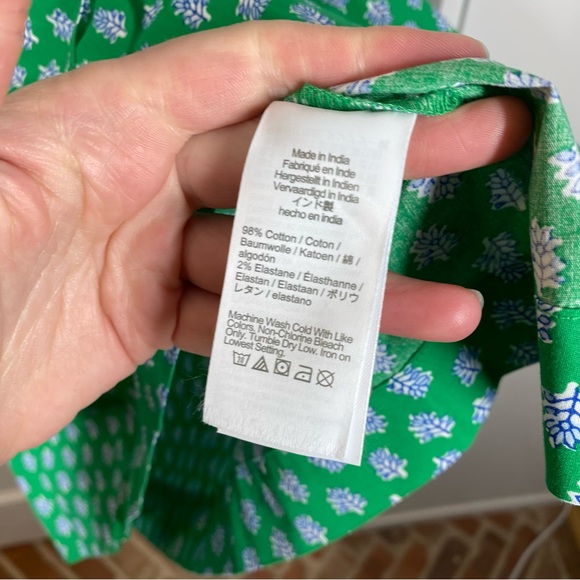 Made in India
Fabriqué en Inde
Hergestellt in Indien
Vervaardigd in India
インド製
hecho en india
98% Cotton / Coton /
Baumwolle / Katoen / 綿 /
algodón
2% Elastane / Élasthanne /
Elastan / Elastaan / ポリウ
レタン / elastano
Machine Wash Cold With Like
Colors, Non-Chlorine Bleach
Only. Tumble Dry Low. Iron on
Lowest Setting.